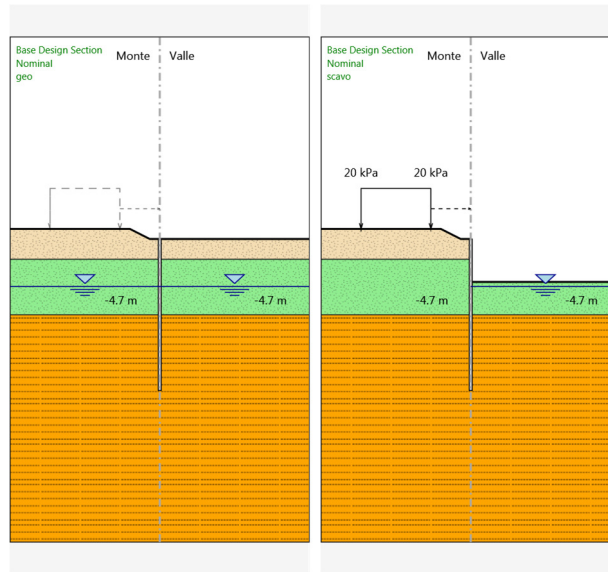 Base Design Section
Nominal
geo
Monte
Valle
-4.7 m
-4.7 m
Base Design Section
Nominal
scavo
Monte
Valle
20 kPa
20 kPa
-4.7 m
-4.7 m